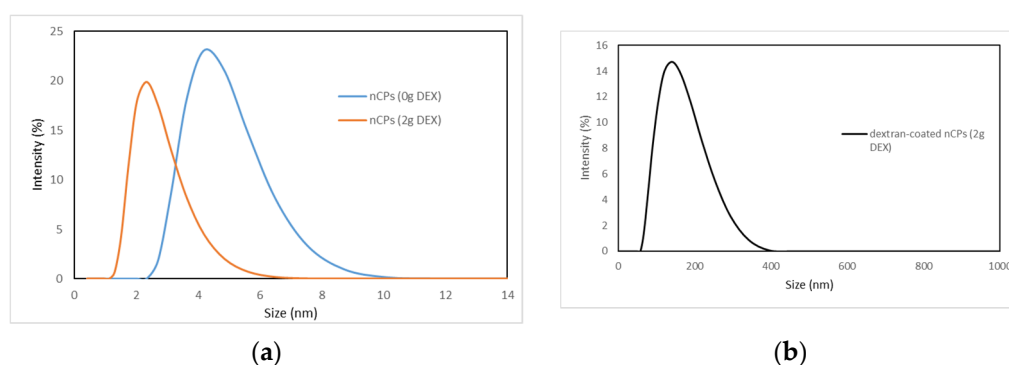 25
20
15
10
5
0
Intensity (%)
0 2 4 6 8 10 12 14
Size (nm)
nCPs (0g DEX)
nCPs (2g DEX)
(a)
16
14
12
10
8
6
4
2
0
Intensity (%)
0 200 400 600 800 1000
Size (nm)
dextran-coated nCPs (2g
DEX)
(b)